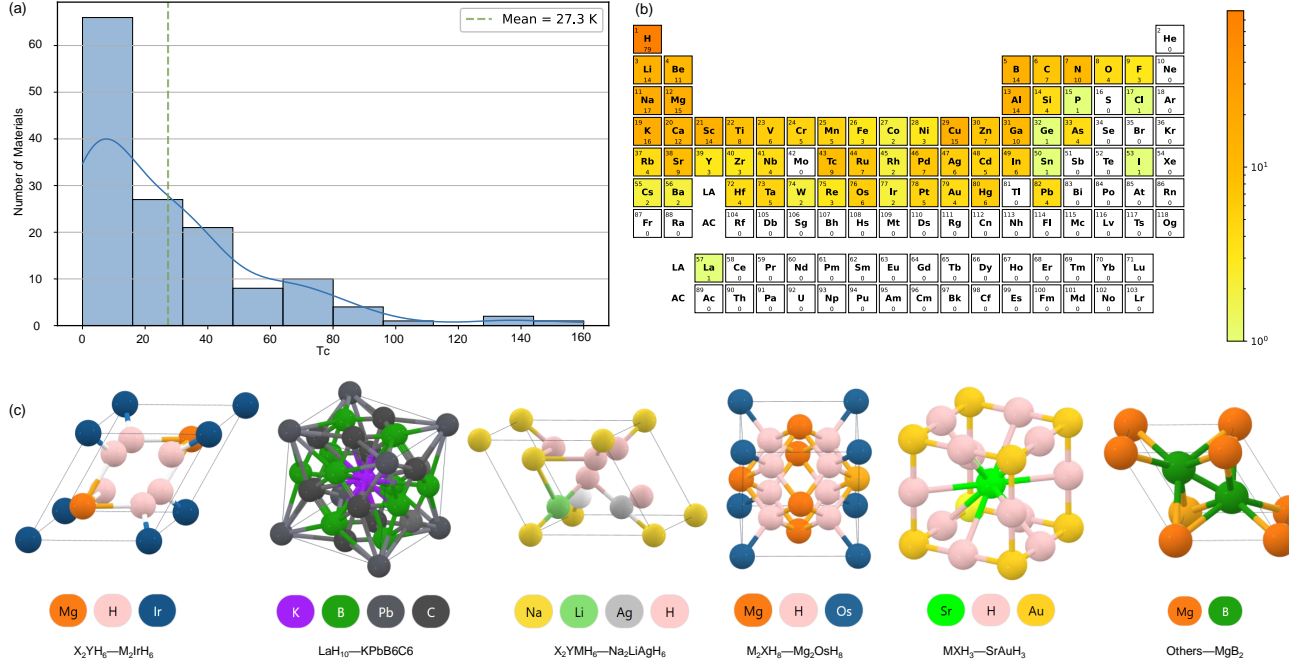 (a)
Mean = 27.3 K
Number of Materials
60
50
40
30
20
10
0
0 20 40 60 80 100 120 140 160
Tc
(b)
1 H 79
2 He 0
3 Li 14
4 Be 11
5 B 14
6 C 7
7 N 10
8 O 4
9 F 3
10 Ne 0
11 Na 17
12 Mg 15
13 Al 14
14 Si 4
15 P 1
16 S 0
17 Cl 1
18 Ar 0
19 K 16
20 Ca 12
21 Sc 14
22 Ti 8
23 V 6
24 Cr 5
25 Mn 5
26 Fe 3
27 Co 2
28 Ni 3
29 Cu 15
30 Zn 7
31 Ga 10
32 Ge 1
33 As 4
34 Se 0
35 Br 0
36 Kr 0
37 Rb 4
38 Sr 9
39 Y 3
40 Zr 3
41 Nb 4
42 Mo 0
43 Tc 9
44 Ru 7
45 Rh 2
46 Pd 7
47 Ag 6
48 Cd 5
49 In 6
50 Sn 1
51 Sb 0
52 Te 0
53 I 1
54 Xe 0
55 Cs 2
56 Ba 2
LA
72 Hf 4
73 Ta 5
74 W 2
75 Re 3
76 Os 6
77 Ir 2
78 Pt 5
79 Au 4
80 Hg 6
81 Tl 0
82 Pb 4
83 Bi 0
84 Po 0
85 At 0
86 Rn 0
87 Fr 0
88 Ra 0
AC
104 Rf 0
105 Db 0
106 Sg 0
107 Bh 0
108 Hs 0
109 Mt 0
110 Ds 0
111 Rg 0
112 Cn 0
113 Nh 0
114 Fl 0
115 Mc 0
116 Lv 0
117 Ts 0
118 Og 0
LA
57 La 1
58 Ce 0
59 Pr 0
60 Nd 0
61 Pm 0
62 Sm 0
63 Eu 0
64 Gd 0
65 Tb 0
66 Dy 0
67 Ho 0
68 Er 0
69 Tm 0
70 Yb 0
71 Lu 0
AC
89 Ac 0
90 Th 0
91 Pa 0
92 U 0
93 Np 0
94 Pu 0
95 Am 0
96 Cm 0
97 Bk 0
98 Cf 0
99 Es 0
100 Fm 0
101 Md 0
102 No 0
103 Lr 0
10¹
10⁰
(c)
Mg H Ir
K B Pb C
Na Li Ag H
Mg H Os
Sr H Au
Mg B
X₂YH₆—M₂IrH₆
LaH₁₀—KPbB6C6
X₂YMH₆—Na₂LiAgH₆
M₂XH₈—Mg₂OsH₈
MXH₃—SrAuH₃
Others—MgB₂